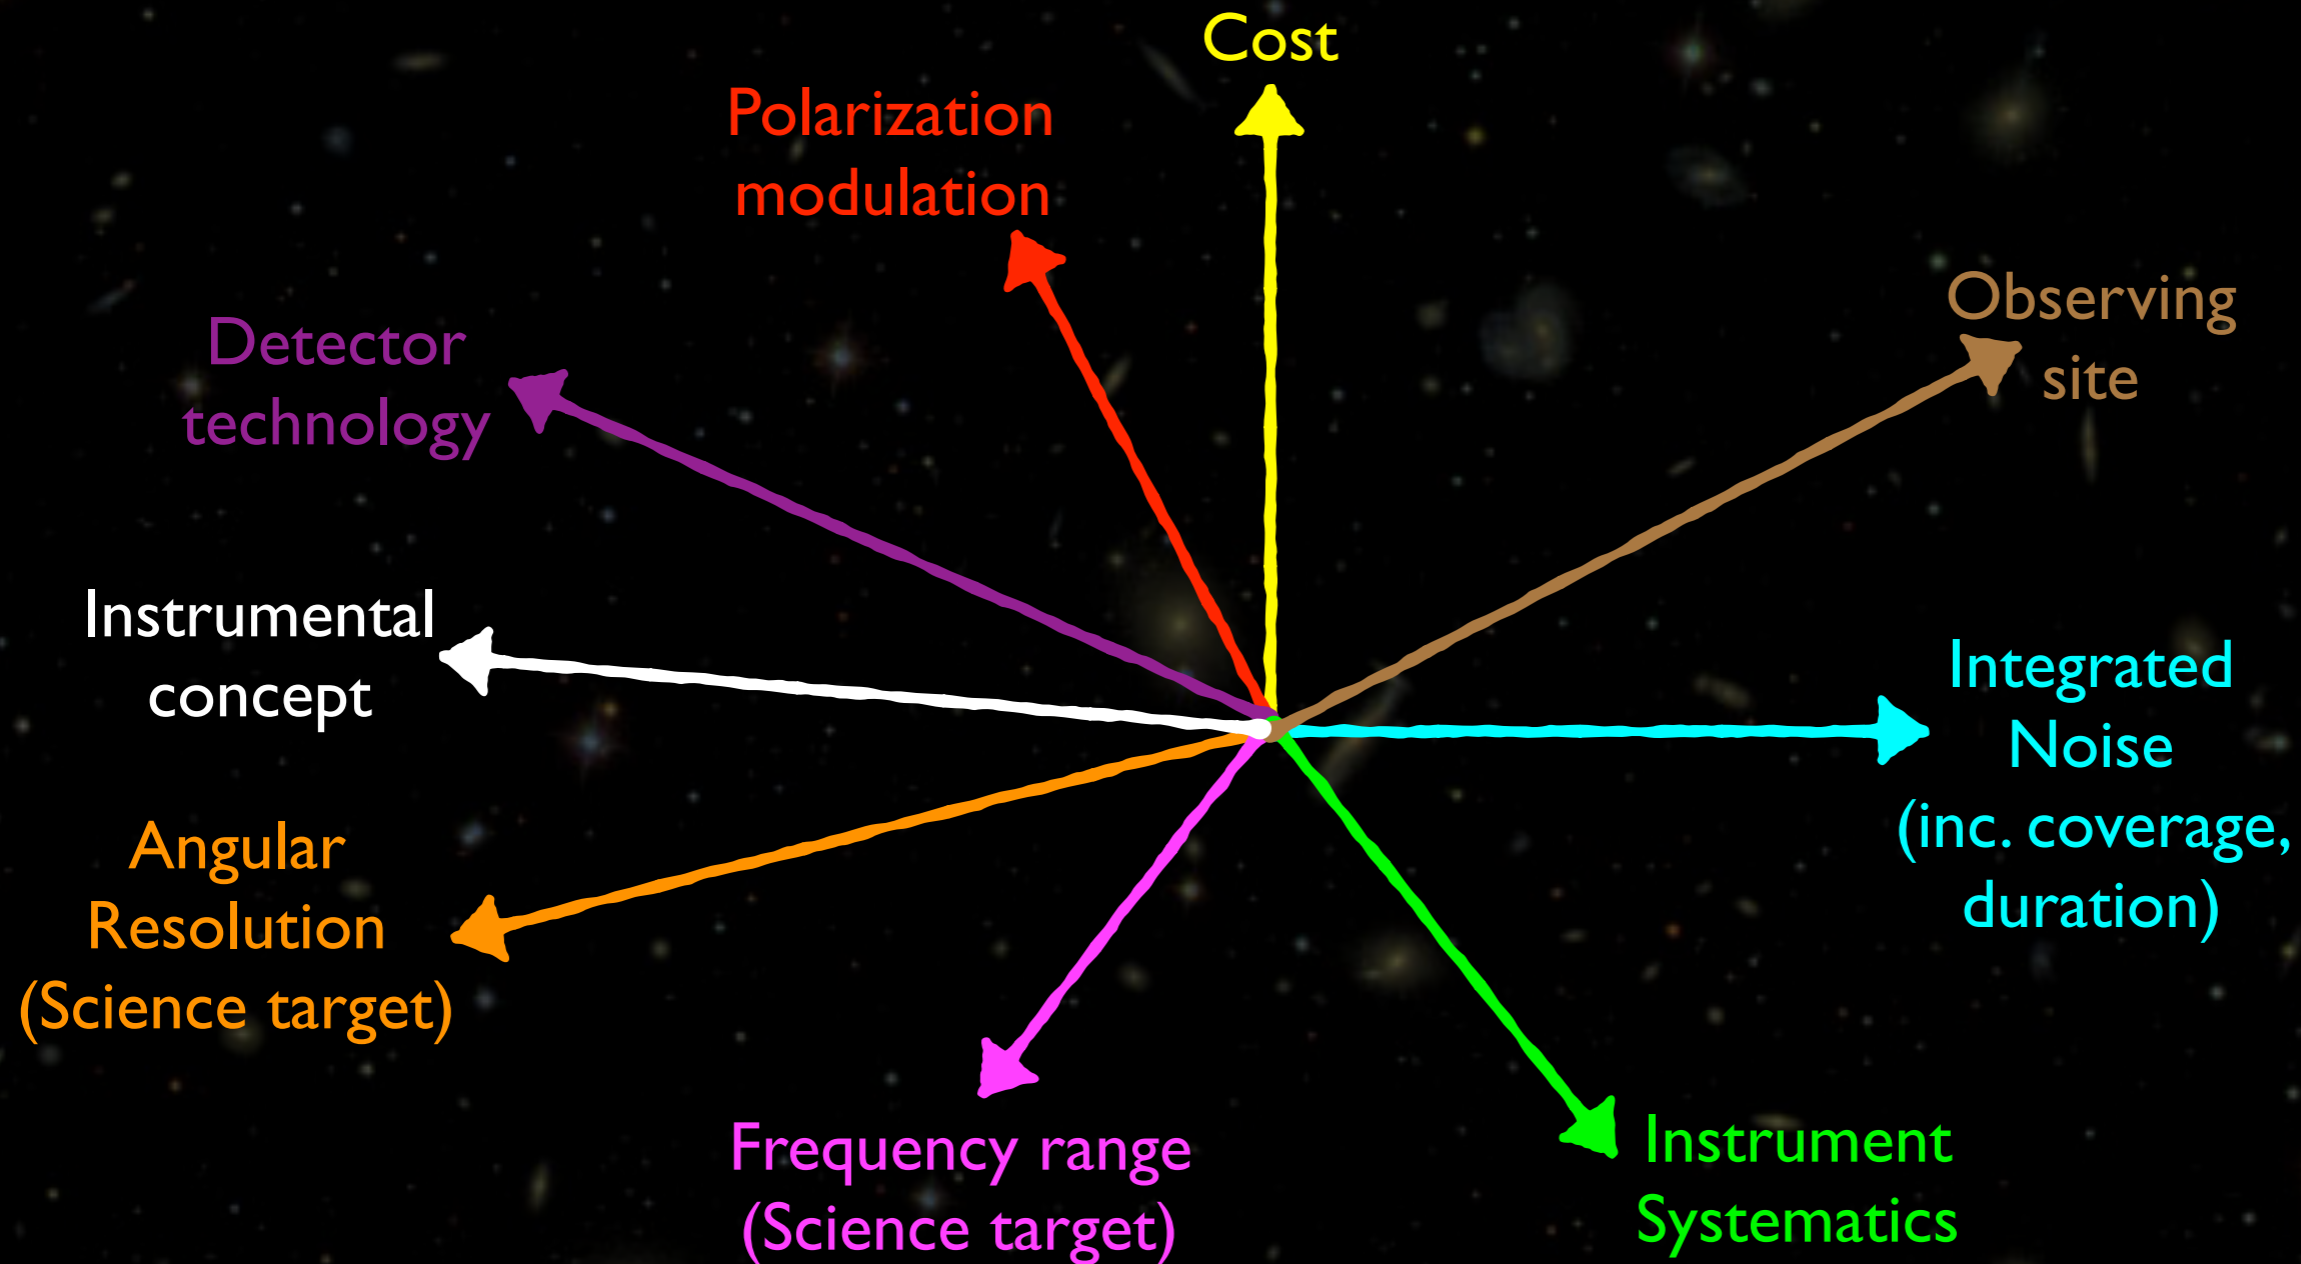 Cost
Polarization
modulation
Observing
site
Detector
technology
Instrumental
concept
Integrated
Noise
(inc. coverage,
duration)
Angular
Resolution
(Science target)
Frequency range
(Science target)
Instrument
Systematics